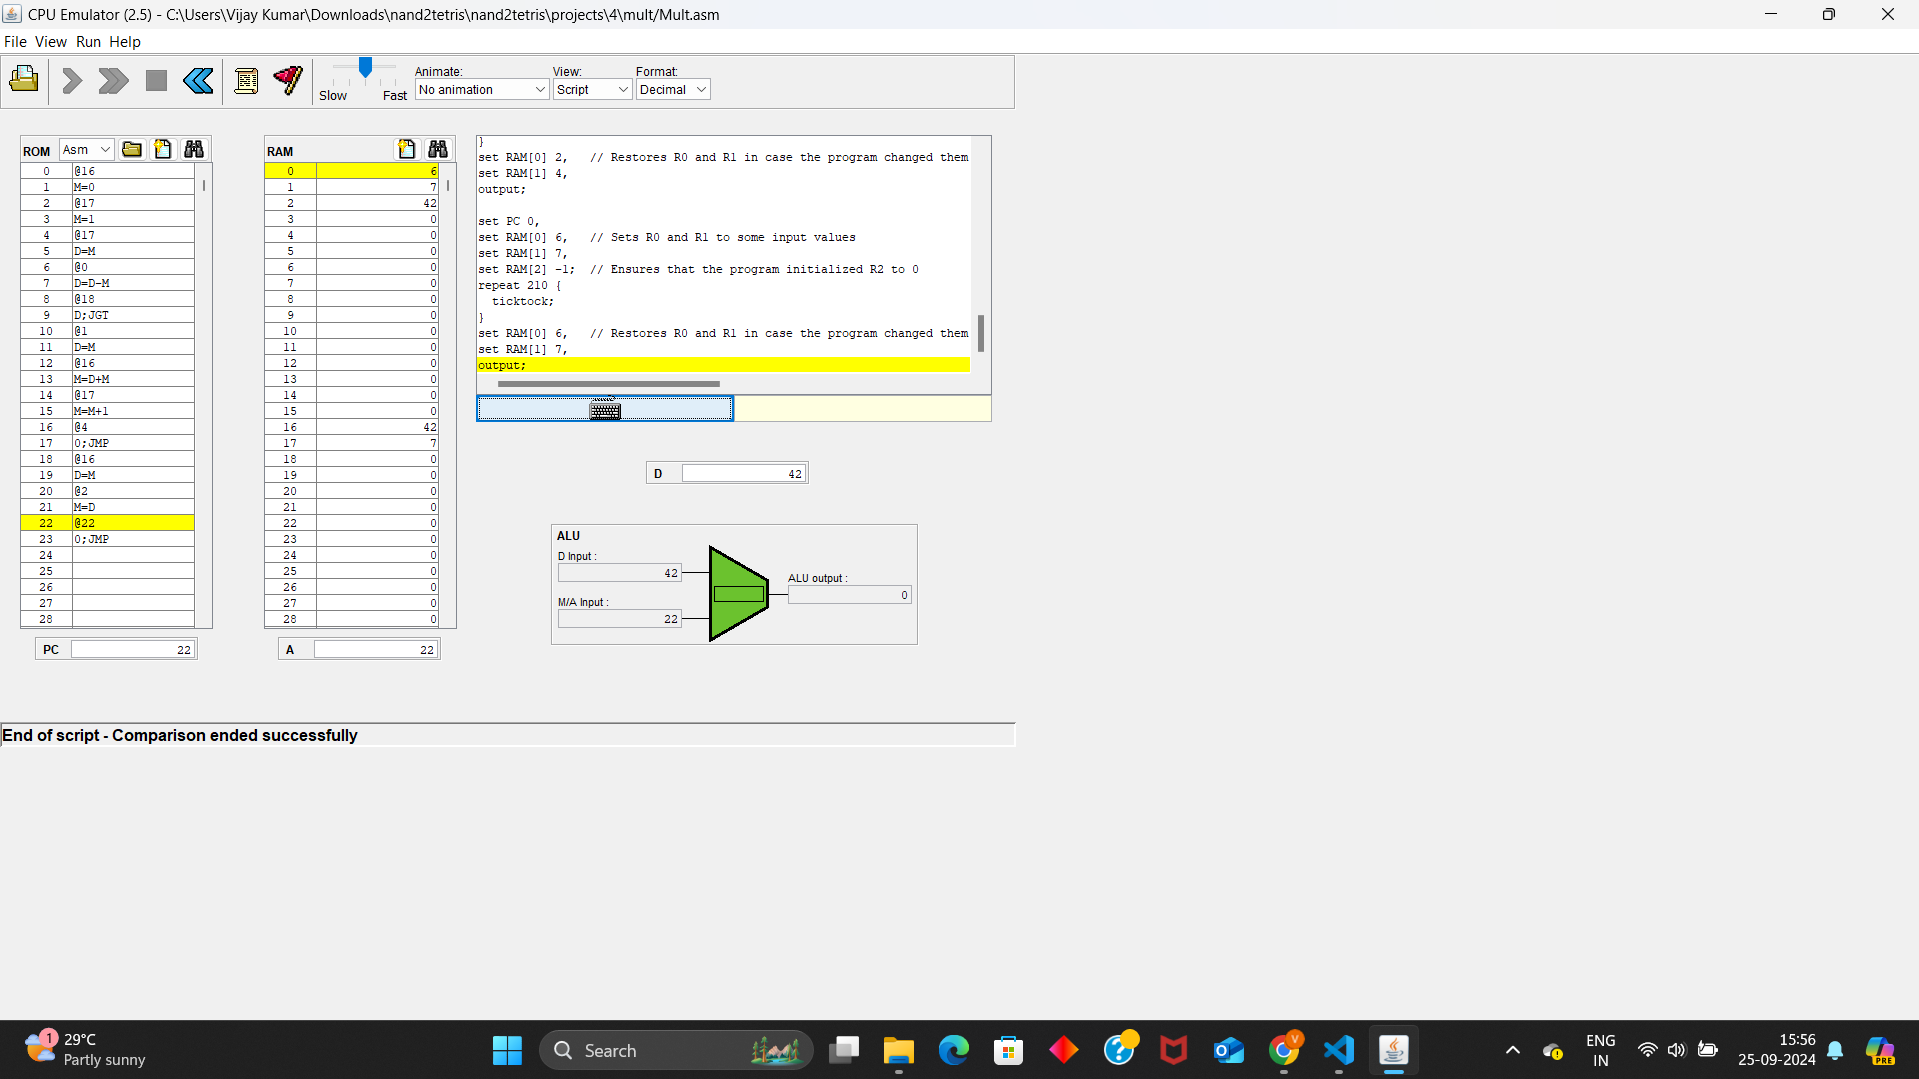 CPU Emulator (2.5) - C:\Users\Vijay Kumar\Downloads\nand2tetris\nand2tetris\projects\4\mult/Mult.asm
File View Run Help
Slow Fast
Animate:
No animation
View:
Script
Format:
Decimal
ROM Asm
0 @16
1 M=0
2 @17
3 M=1
4 @17
5 D=M
6 @0
7 D=D-M
8 @18
9 D;JGT
10 @1
11 D=M
12 @16
13 M=D+M
14 @17
15 M=M+1
16 @4
17 0;JMP
18 @16
19 D=M
20 @2
21 M=D
22 @22
23 0;JMP
24
25
26
27
28
PC 22
RAM
0 6
1 7
2 42
3 0
4 0
5 0
6 0
7 0
8 0
9 0
10 0
11 0
12 0
13 0
14 0
15 0
16 42
17 7
18 0
19 0
20 0
21 0
22 0
23 0
24 0
25 0
26 0
27 0
28 0
A 22
}
set RAM[0] 2, // Restores R0 and R1 in case the program changed them
set RAM[1] 4,
output;
set PC 0,
set RAM[0] 6, // Sets R0 and R1 to some input values
set RAM[1] 7,
set RAM[2] -1; // Ensures that the program initialized R2 to 0
repeat 210 {
ticktock;
}
set RAM[0] 6, // Restores R0 and R1 in case the program changed them
set RAM[1] 7,
output;
D 42
ALU
D Input :
42
M/A Input :
22
ALU output :
0
End of script - Comparison ended successfully
1
29°C
Partly sunny
Search
V
ENG
IN
15:56
25-09-2024
PRE